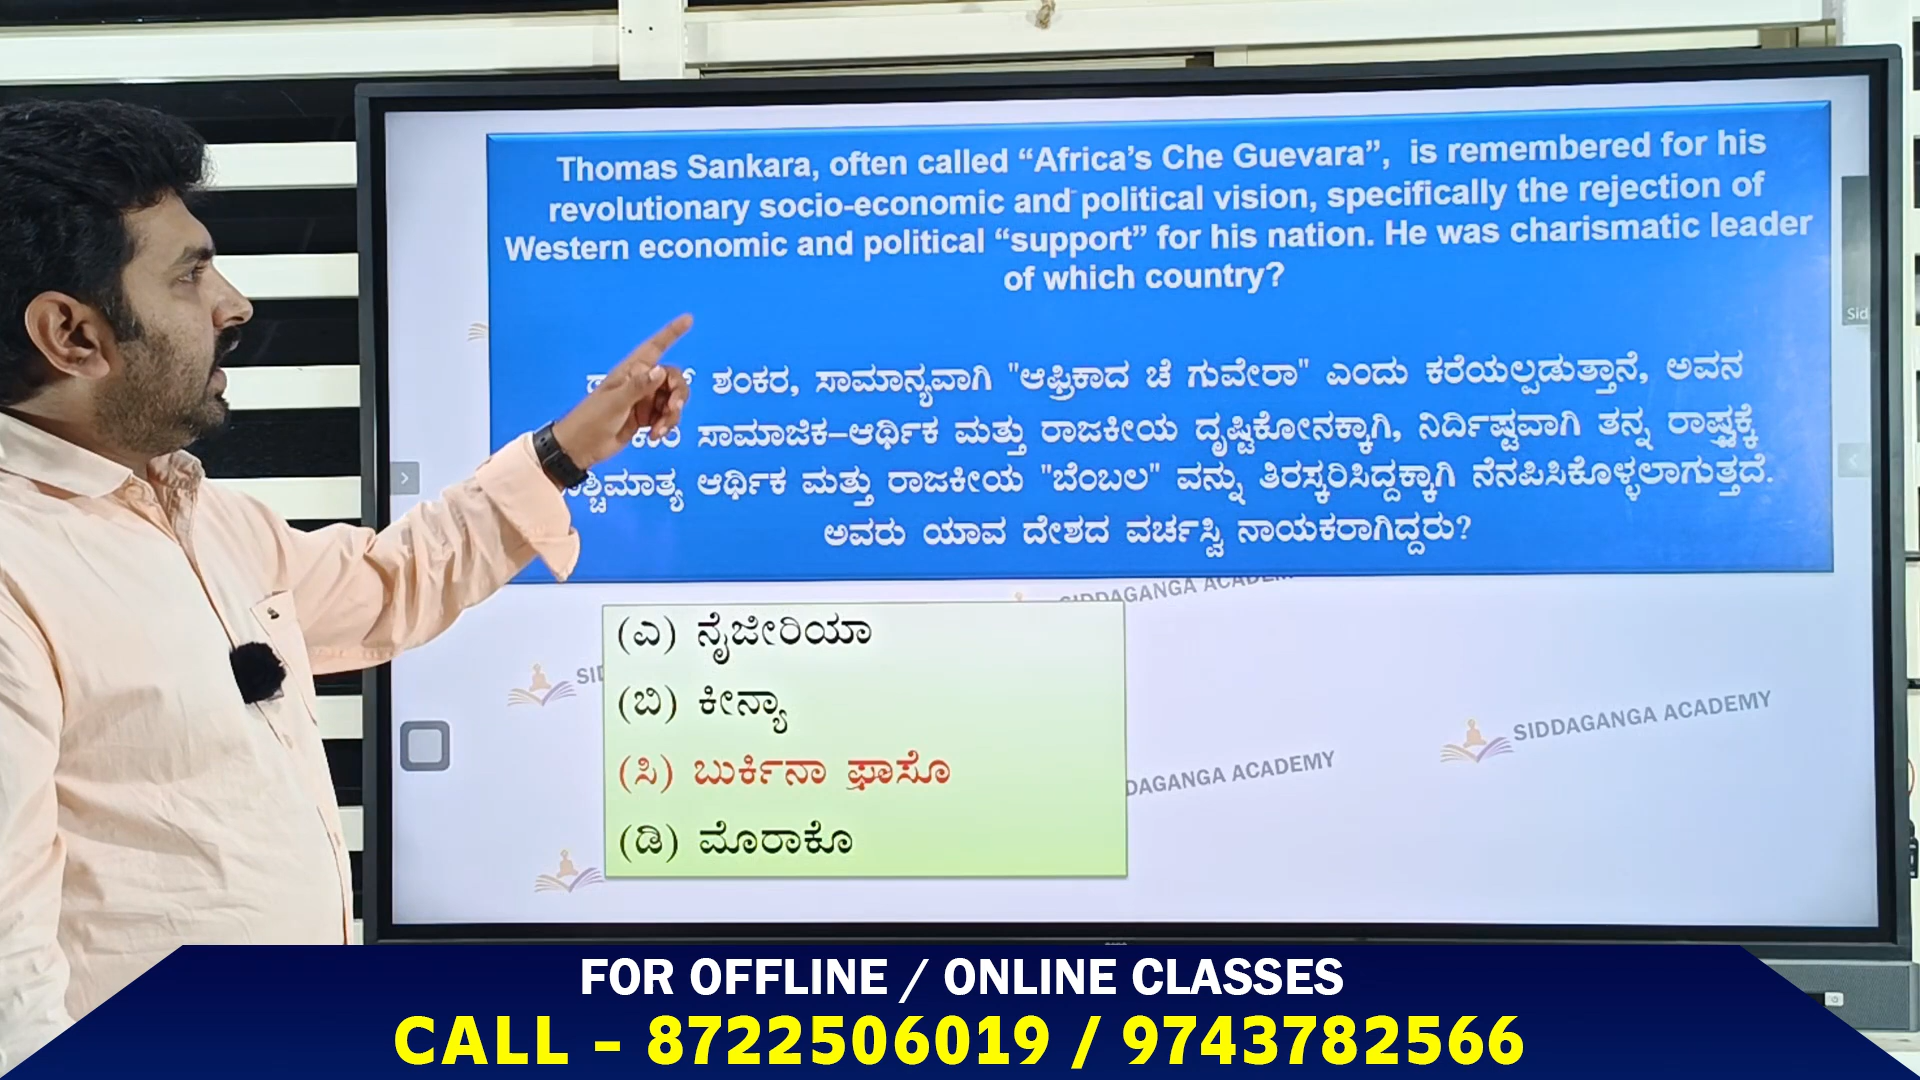 Thomas Sankara, often called “Africa’s Che Guevara”, is remembered for his
revolutionary socio-economic and political vision, specifically the rejection of
Western economic and political “support” for his nation. He was charismatic leader
of which country?
ಶಂಕರ, ಸಾಮಾನ್ಯವಾಗಿ "ಆಫ್ರಿಕಾದ ಚೆ ಗುವೇರಾ" ಎಂದು ಕರೆಯಲ್ಪಡುತ್ತಾನೆ, ಅವನ
ಸಾಮಾಜಿಕ–ಆರ್ಥಿಕ ಮತ್ತು ರಾಜಕೀಯ ದೃಷ್ಟಿಕೋನಕ್ಕಾಗಿ, ನಿರ್ದಿಷ್ಟವಾಗಿ ತನ್ನ ರಾಷ್ಟ್ರಕ್ಕೆ
ಆರ್ಥಿಕ ಮತ್ತು ರಾಜಕೀಯ "ಬೆಂಬಲ" ವನ್ನು ತಿರಸ್ಕರಿಸಿದ್ದಕ್ಕಾಗಿ ನೆನಪಿಸಿಕೊಳ್ಳಲಾಗುತ್ತದೆ.
ಅವರು ಯಾವ ದೇಶದ ವರ್ಚಸ್ವಿ ನಾಯಕರಾಗಿದ್ದರು?
(ಎ) ನೈಜೀರಿಯಾ
(ಬಿ) ಕೀನ್ಯಾ
(ಸಿ) ಬುರ್ಕಿನಾ ಫಾಸೊ
(ಡಿ) ಮೊರಾಕೊ
SIDDAGANGA ACADEMY
FOR OFFLINE / ONLINE CLASSES
CALL – 8722506019 / 9743782566